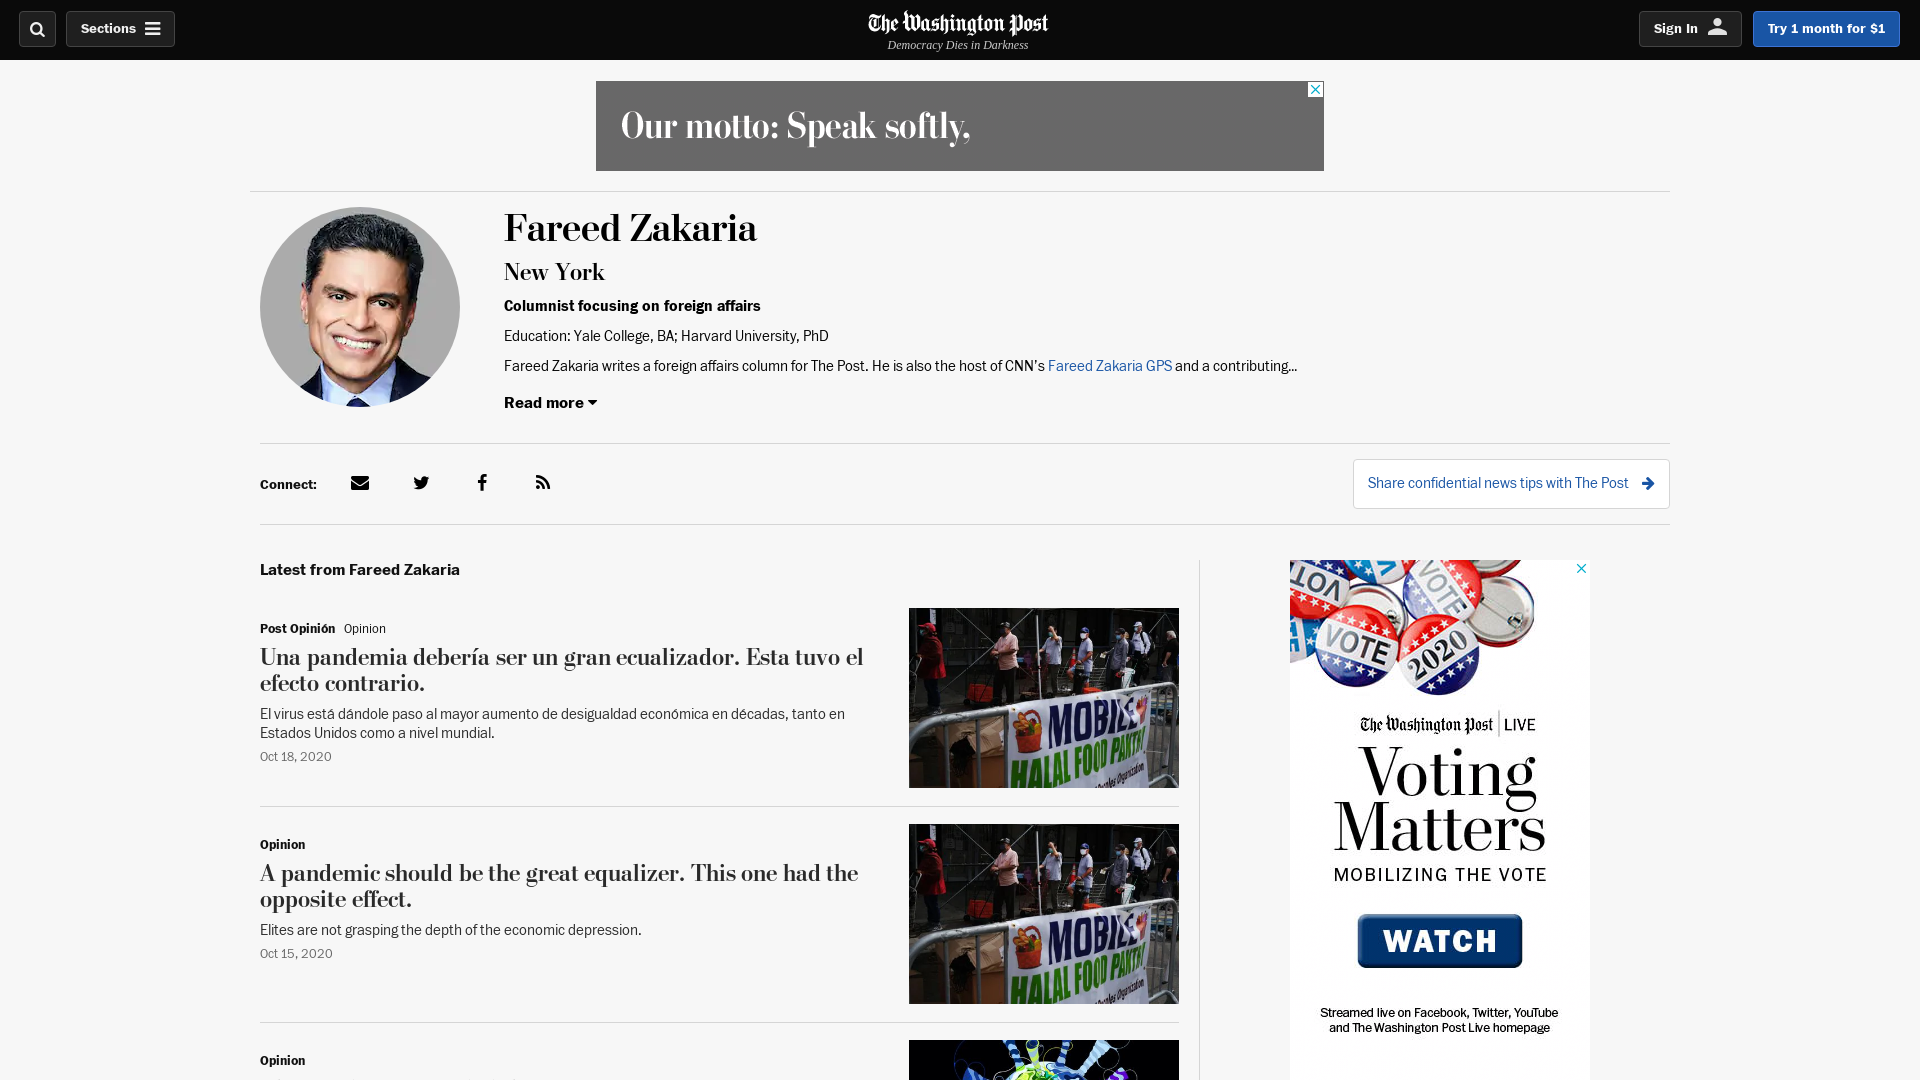 Sections
The Washington Post
Democracy Dies in Darkness
Sign In
Try 1 month for $1
Our motto: Speak softly,
Fareed Zakaria
New York
Columnist focusing on foreign affairs
Education: Yale College, BA; Harvard University, PhD
Fareed Zakaria writes a foreign affairs column for The Post. He is also the host of CNN’s Fareed Zakaria GPS and a contributing...
Read more
Connect:
Share confidential news tips with The Post
Latest from Fareed Zakaria
Post Opinión Opinion
Una pandemia debería ser un gran ecualizador. Esta tuvo el
efecto contrario.
El virus está dándole paso al mayor aumento de desigualdad económica en décadas, tanto en
Estados Unidos como a nivel mundial.
Oct 18, 2020
MOBILE
HALAL FOOD PANTRY
Peoples' Organization
Opinion
A pandemic should be the great equalizer. This one had the
opposite effect.
Elites are not grasping the depth of the economic depression.
Oct 15, 2020
MOBILE
HALAL FOOD PANTRY
Peoples' Organization
Opinion
VOTE
VOTE
VOTE
2020
The Washington Post LIVE
Voting
Matters
MOBILIZING THE VOTE
WATCH
Streamed live on Facebook, Twitter, YouTube
and The Washington Post Live homepage